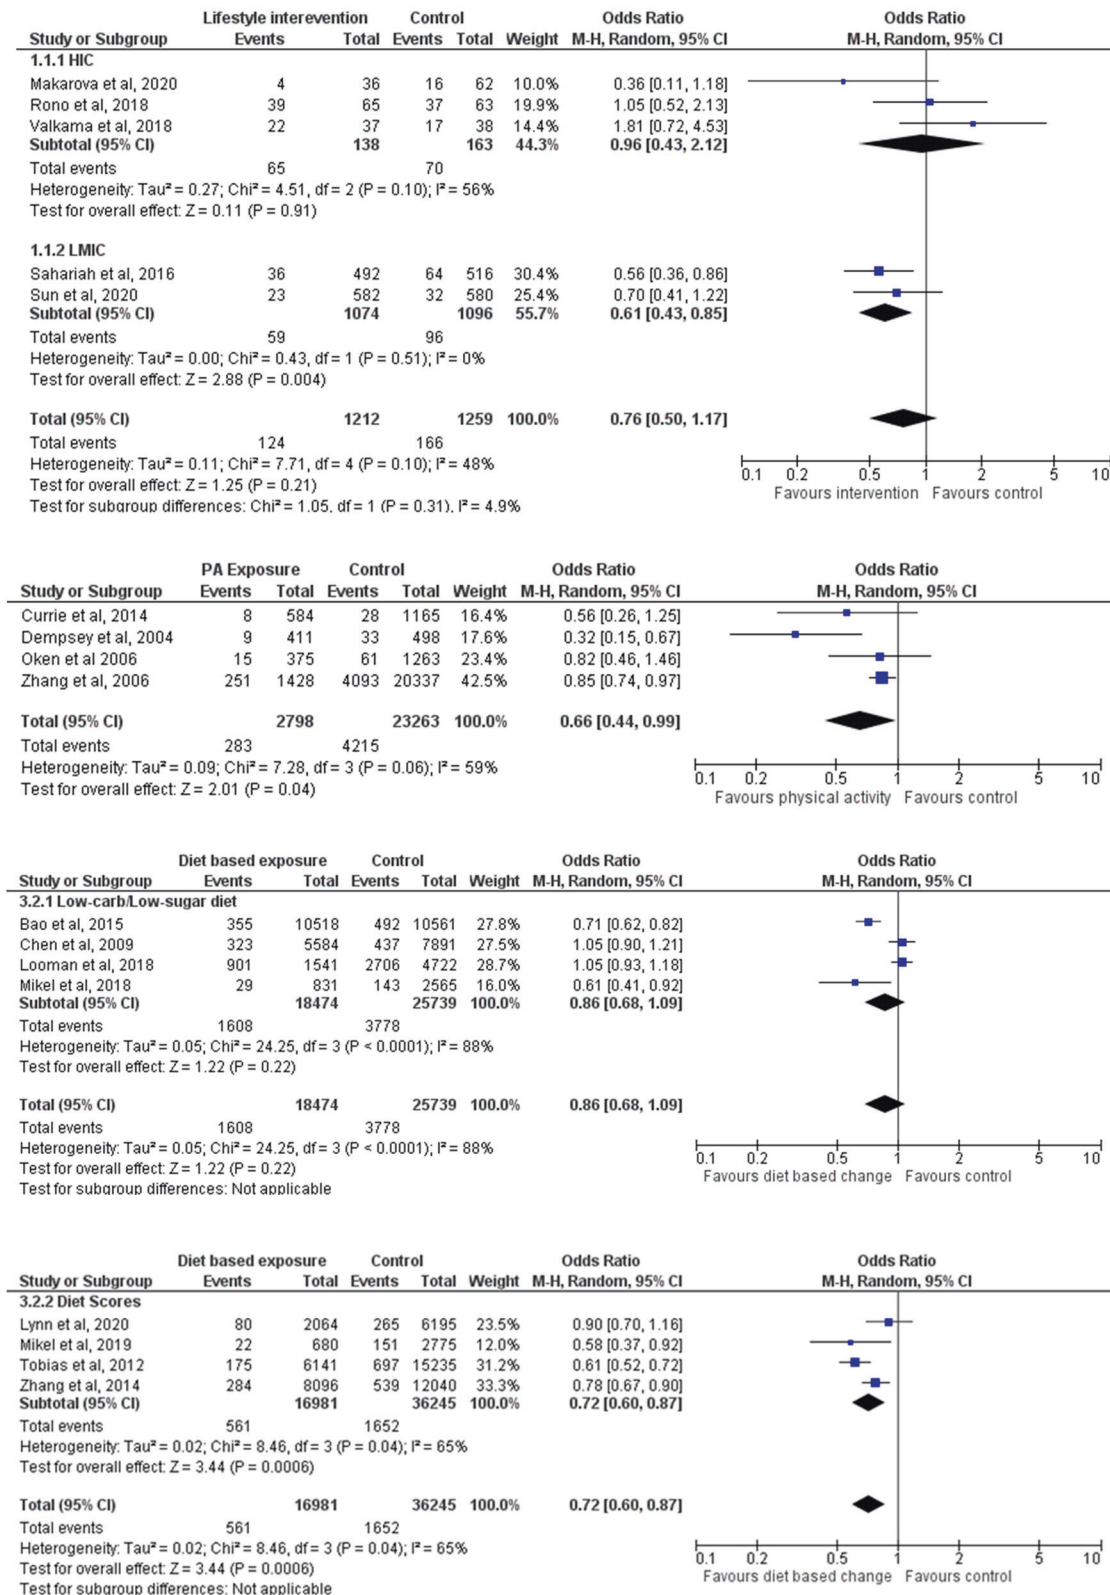 Lifestyle interevention Control Odds Ratio Odds Ratio
Study or Subgroup Events Total Events Total Weight M-H, Random, 95% CI M-H, Random, 95% CI
1.1.1 HIC
Makarova et al, 2020 4 36 16 62 10.0% 0.36 [0.11, 1.18]
Rono et al, 2018 39 65 37 63 19.9% 1.05 [0.52, 2.13]
Valkama et al, 2018 22 37 17 38 14.4% 1.81 [0.72, 4.53]
Subtotal (95% CI) 138 163 44.3% 0.96 [0.43, 2.12]
Total events 65 70
Heterogeneity: Tau² = 0.27; Chi² = 4.51, df = 2 (P = 0.10); I² = 56%
Test for overall effect: Z = 0.11 (P = 0.91)
1.1.2 LMIC
Sahariah et al, 2016 36 492 64 516 30.4% 0.56 [0.36, 0.86]
Sun et al, 2020 23 582 32 580 25.4% 0.70 [0.41, 1.22]
Subtotal (95% CI) 1074 1096 55.7% 0.61 [0.43, 0.85]
Total events 59 96
Heterogeneity: Tau² = 0.00; Chi² = 0.43, df = 1 (P = 0.51); I² = 0%
Test for overall effect: Z = 2.88 (P = 0.004)
Total (95% CI) 1212 1259 100.0% 0.76 [0.50, 1.17]
Total events 124 166
Heterogeneity: Tau² = 0.11; Chi² = 7.71, df = 4 (P = 0.10); I² = 48%
Test for overall effect: Z = 1.25 (P = 0.21)
Test for subgroup differences: Chi² = 1.05, df = 1 (P = 0.31), I² = 4.9%
0.1 0.2 0.5 1 2 5 10
Favours intervention Favours control
PA Exposure Control Odds Ratio Odds Ratio
Study or Subgroup Events Total Events Total Weight M-H, Random, 95% CI M-H, Random, 95% CI
Currie et al, 2014 8 584 28 1165 16.4% 0.56 [0.26, 1.25]
Dempsey et al, 2004 9 411 33 498 17.6% 0.32 [0.15, 0.67]
Oken et al 2006 15 375 61 1263 23.4% 0.82 [0.46, 1.46]
Zhang et al, 2006 251 1428 4093 20337 42.5% 0.85 [0.74, 0.97]
Total (95% CI) 2798 23263 100.0% 0.66 [0.44, 0.99]
Total events 283 4215
Heterogeneity: Tau² = 0.09; Chi² = 7.28, df = 3 (P = 0.06); I² = 59%
Test for overall effect: Z = 2.01 (P = 0.04)
0.1 0.2 0.5 1 2 5 10
Favours physical activity Favours control
Diet based exposure Control Odds Ratio Odds Ratio
Study or Subgroup Events Total Events Total Weight M-H, Random, 95% CI M-H, Random, 95% CI
3.2.1 Low-carb/Low-sugar diet
Bao et al, 2015 355 10518 492 10561 27.8% 0.71 [0.62, 0.82]
Chen et al, 2009 323 5584 437 7891 27.5% 1.05 [0.90, 1.21]
Looman et al, 2018 901 1541 2706 4722 28.7% 1.05 [0.93, 1.18]
Mikel et al, 2018 29 831 143 2565 16.0% 0.61 [0.41, 0.92]
Subtotal (95% CI) 18474 25739 100.0% 0.86 [0.68, 1.09]
Total events 1608 3778
Heterogeneity: Tau² = 0.05; Chi² = 24.25, df = 3 (P < 0.0001); I² = 88%
Test for overall effect: Z = 1.22 (P = 0.22)
Total (95% CI) 18474 25739 100.0% 0.86 [0.68, 1.09]
Total events 1608 3778
Heterogeneity: Tau² = 0.05; Chi² = 24.25, df = 3 (P < 0.0001); I² = 88%
Test for overall effect: Z = 1.22 (P = 0.22)
Test for subgroup differences: Not applicable
0.1 0.2 0.5 1 2 5 10
Favours diet based change Favours control
Diet based exposure Control Odds Ratio Odds Ratio
Study or Subgroup Events Total Events Total Weight M-H, Random, 95% CI M-H, Random, 95% CI
3.2.2 Diet Scores
Lynn et al, 2020 80 2064 265 6195 23.5% 0.90 [0.70, 1.16]
Mikel et al, 2019 22 680 151 2775 12.0% 0.58 [0.37, 0.92]
Tobias et al, 2012 175 6141 697 15235 31.2% 0.61 [0.52, 0.72]
Zhang et al, 2014 284 8096 539 12040 33.3% 0.78 [0.67, 0.90]
Subtotal (95% CI) 16981 36245 100.0% 0.72 [0.60, 0.87]
Total events 561 1652
Heterogeneity: Tau² = 0.02; Chi² = 8.46, df = 3 (P = 0.04); I² = 65%
Test for overall effect: Z = 3.44 (P = 0.0006)
Total (95% CI) 16981 36245 100.0% 0.72 [0.60, 0.87]
Total events 561 1652
Heterogeneity: Tau² = 0.02; Chi² = 8.46, df = 3 (P = 0.04); I² = 65%
Test for overall effect: Z = 3.44 (P = 0.0006)
Test for subgroup differences: Not applicable
0.1 0.2 0.5 1 2 5 10
Favours diet based change Favours control